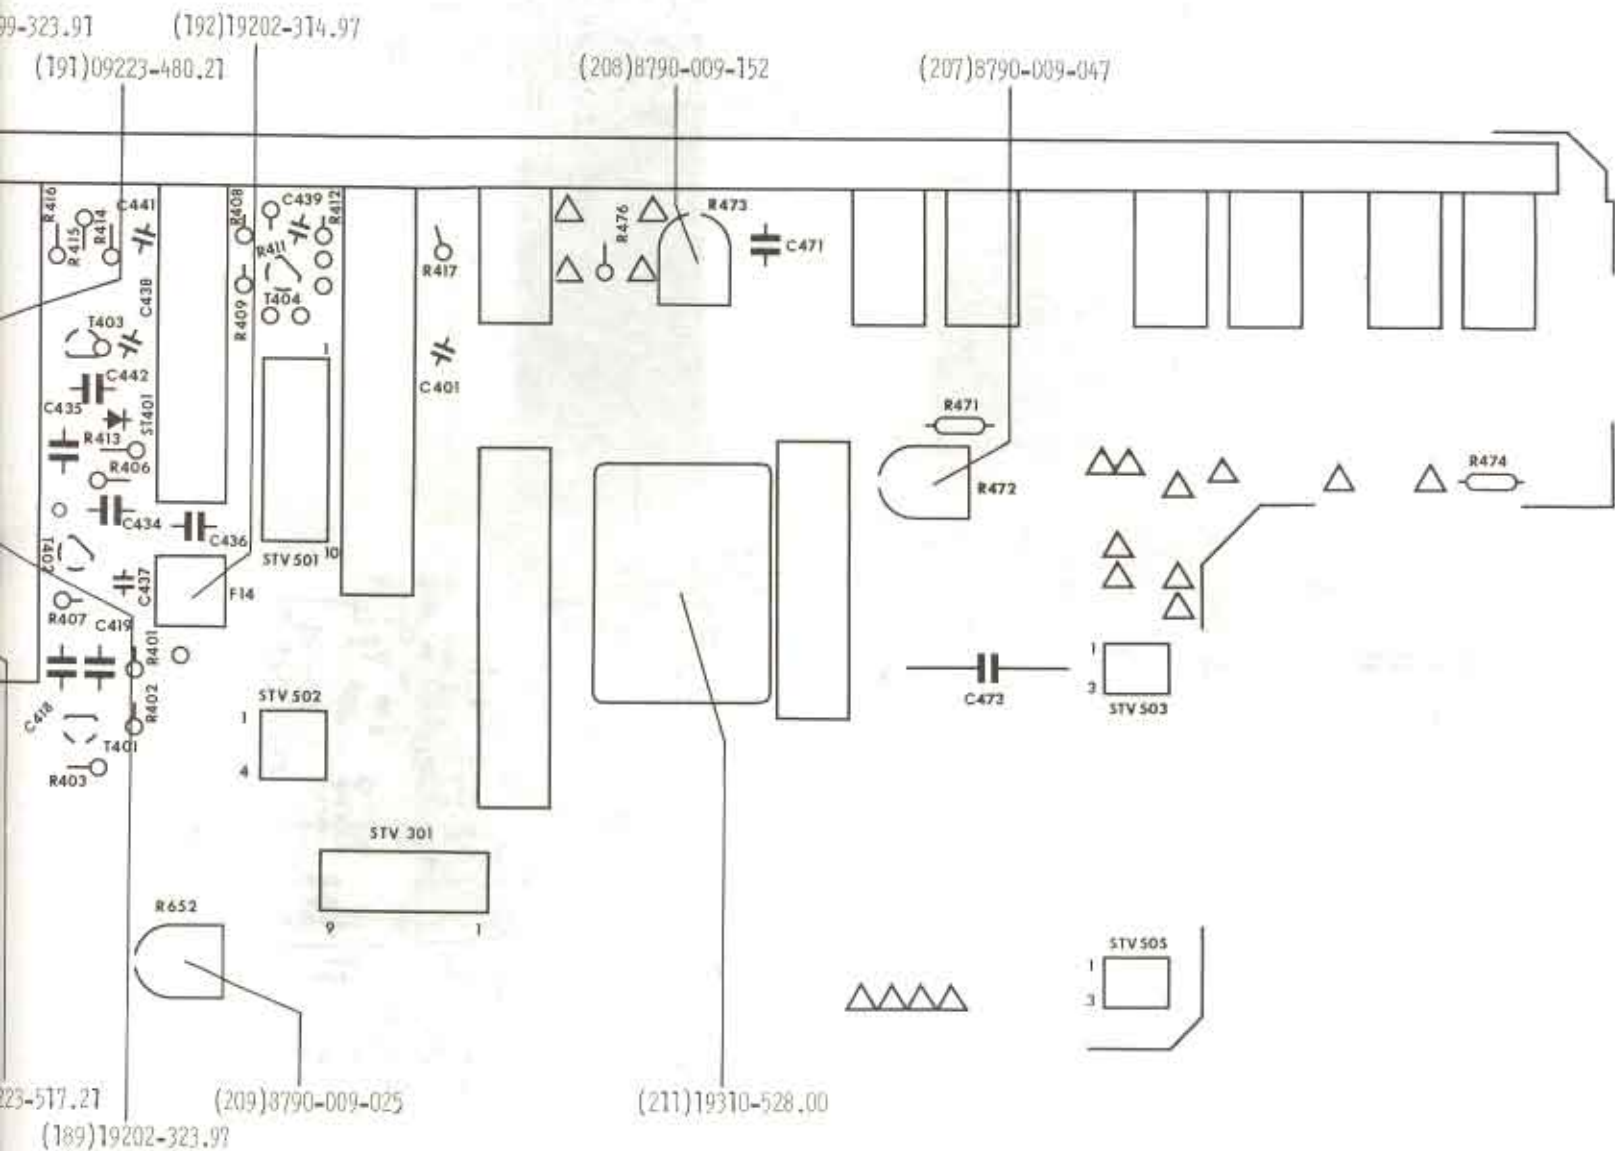 99-323.91
(192)19202-314.97
(191)09223-480.21
(208)8790-009-152
(207)8790-009-047
R416
R415
R414
C441
R408
C439
R412
R411
R476
R473
C471
R417
C438
T404
R409
T403
1
C442
C401
C435
ST401
R413
R471
R406
R474
R472
C434
C436
STV 501
10
T402
C437
F14
R407
C419
R401
1
3
C473
STV 503
STV 502
R402
C418
1
T401
4
R403
STV 301
R652
9
1
STV 505
1
3
223-517.21
(209)8790-009-025
(211)19310-528.00
(189)19202-323.97